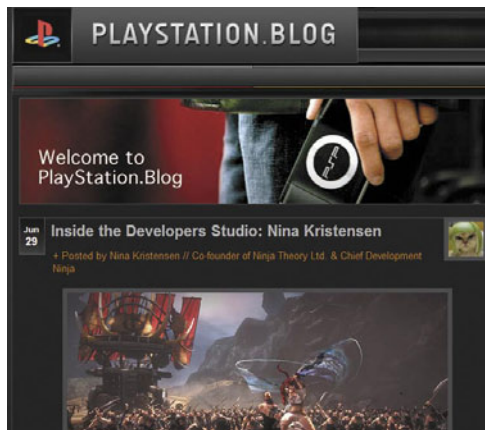 PLAYSTATION.BLOG
Welcome to
PlayStation.Blog
PSP
Jun
29
Inside the Developers Studio: Nina Kristensen
+ Posted by Nina Kristensen // Co-founder of Ninja Theory Ltd. & Chief Development
Ninja